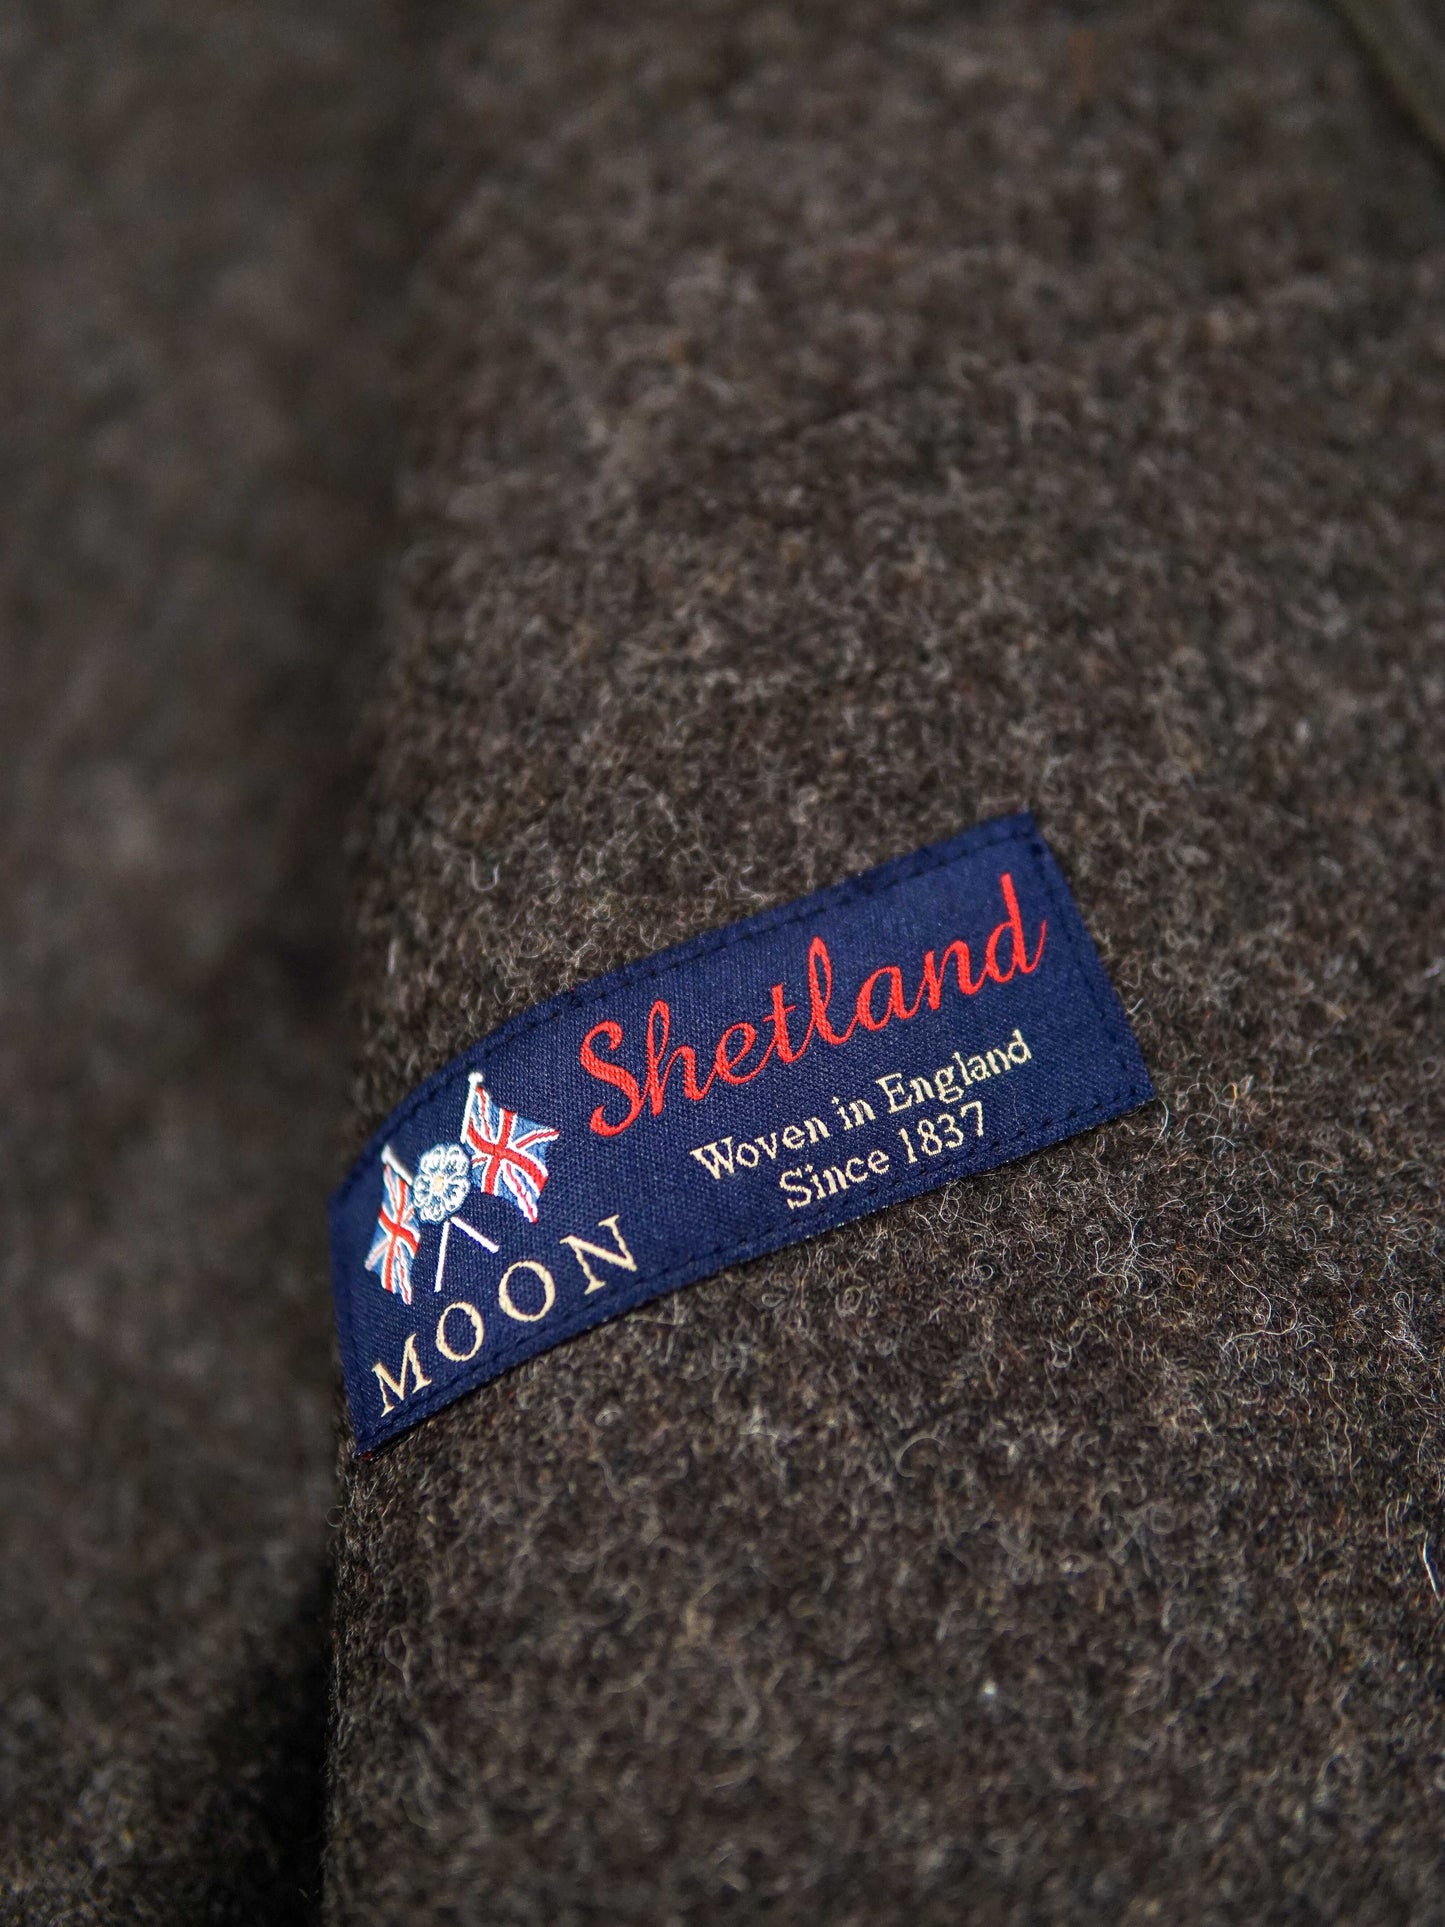 Shetland
Woven in England
Since 1837
MOON